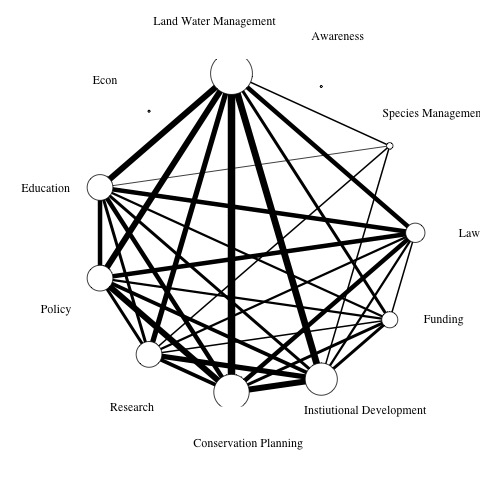 Land Water Management
Awareness
Econ
Species Managemen
Education
Law
Policy
Funding
Research
Instiutional Development
Conservation Planning